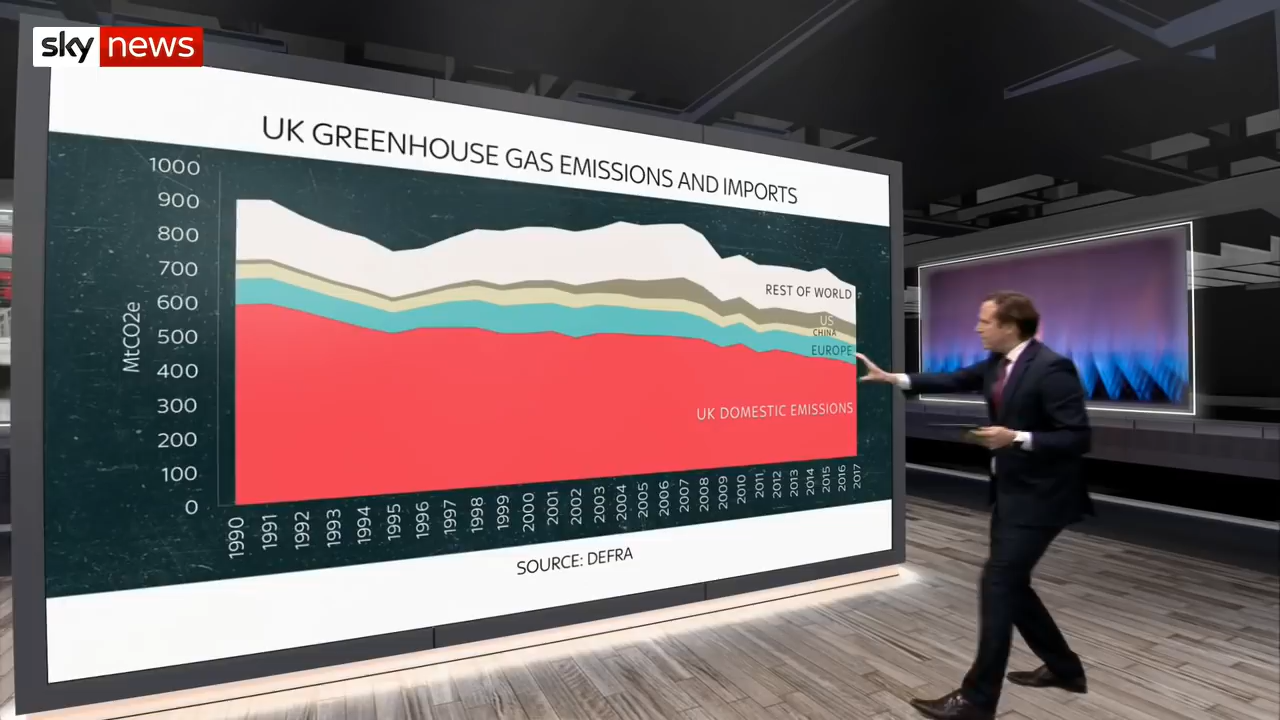 sky news
UK GREENHOUSE GAS EMISSIONS AND IMPORTS
MtCO2e
1000
900
800
700
600
500
400
300
200
100
0
REST OF WORLD
US
CHINA
EUROPE
UK DOMESTIC EMISSIONS
1990 1991 1992 1993 1994 1995 1996 1997 1998 1999 2000 2001 2002 2003 2004 2005 2006 2007 2008 2009 2010 2011 2012 2013 2014 2015 2016 2017
SOURCE: DEFRA